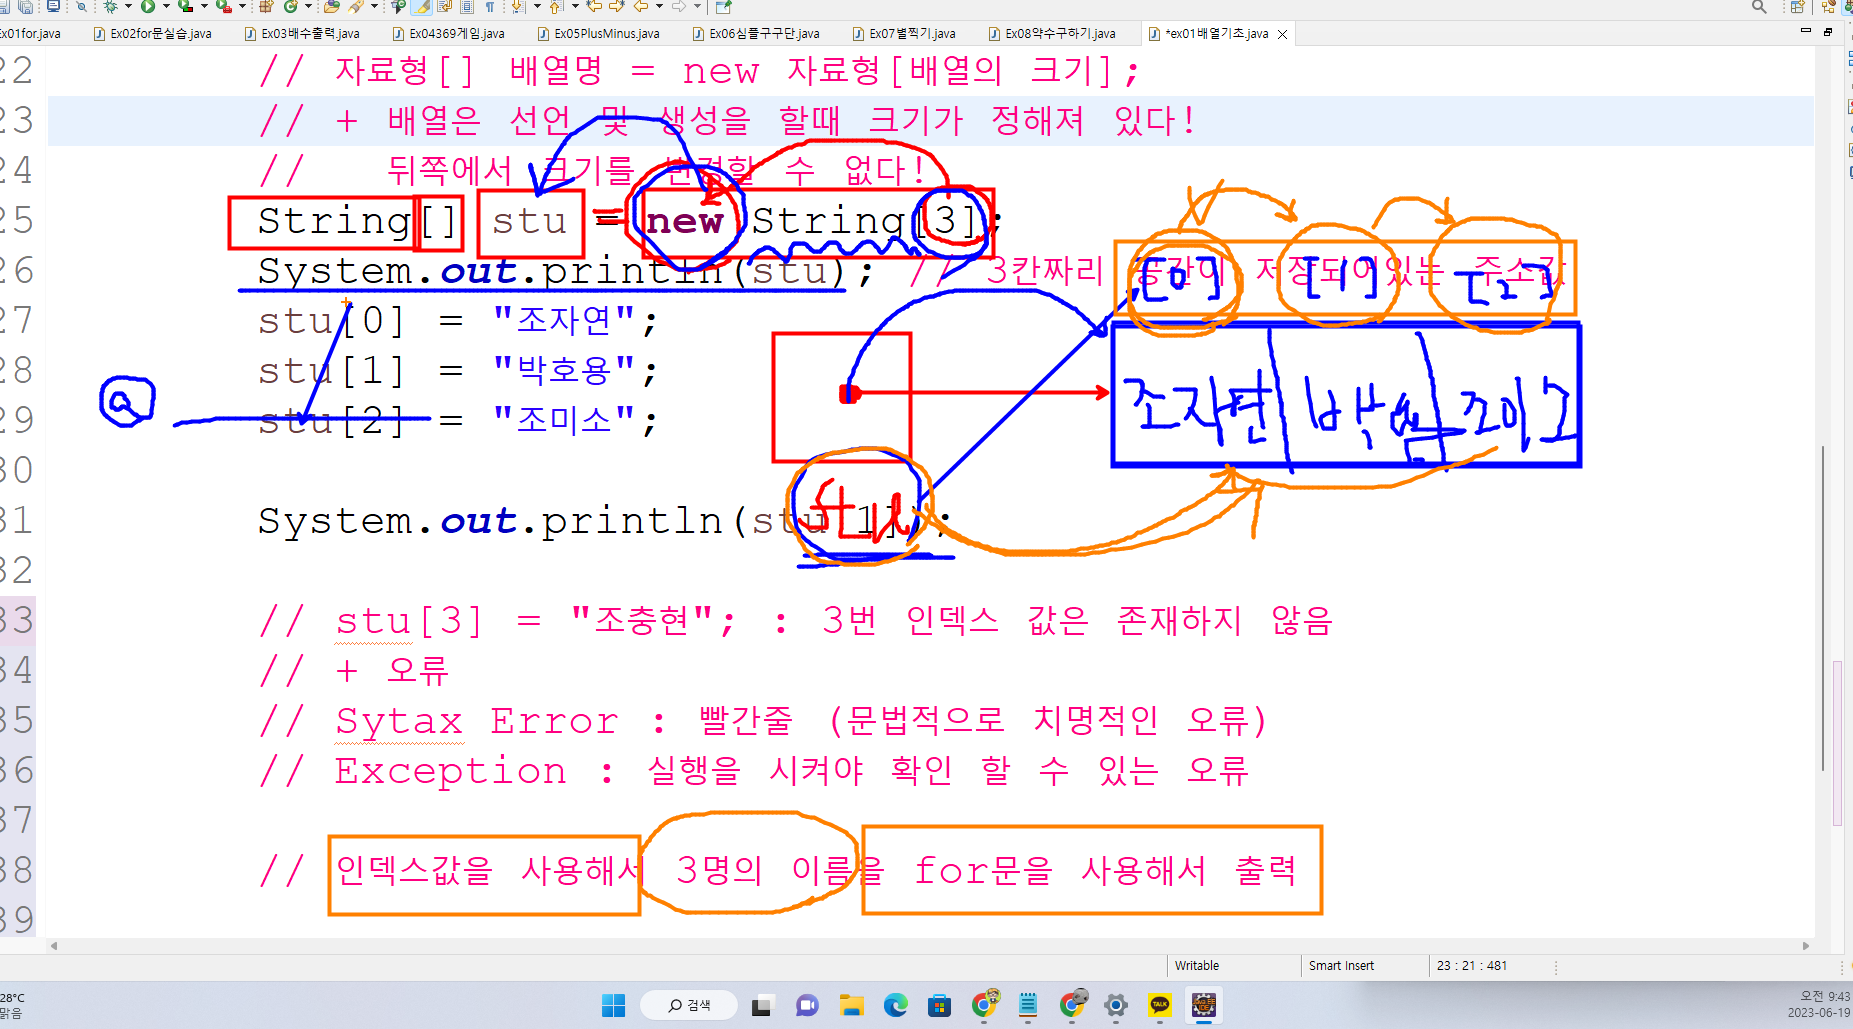 Ex01for.java Ex02for문실습.java Ex03배수출력.java Ex04369게임.java Ex05PlusMinus.java Ex06심플구구단.java Ex07별찍기.java Ex08약수구하기.java *ex01배열기초.java
22 // 자료형[] 배열명 = new 자료형[배열의 크기];
23 // + 배열은 선언 및 생성을 할때 크기가 정해져 있다!
24 // 뒤쪽에서 크기를 변경할 수 없다!
25 String[] stu = new String[3];
26 System.out.println(stu); // 3칸짜리 공간이 저장되어있는 주소값
[0] [1] [2]
27 stu[0] = "조자연";
28 stu[1] = "박호용";
29 stu[2] = "조미소";
조자연
30
stu
31 System.out.println(stu[1]);
32
33 // stu[3] = "조충현"; : 3번 인덱스 값은 존재하지 않음
34 // + 오류
35 // Sytax Error : 빨간줄 (문법적으로 치명적인 오류)
36 // Exception : 실행을 시켜야 확인 할 수 있는 오류
37
38 // 인덱스값을 사용해서 3명의 이름을 for문을 사용해서 출력
39
Writable Smart Insert 23 : 21 : 481
28°C
맑음
검색
TALK
오전 9:43
2023-06-19